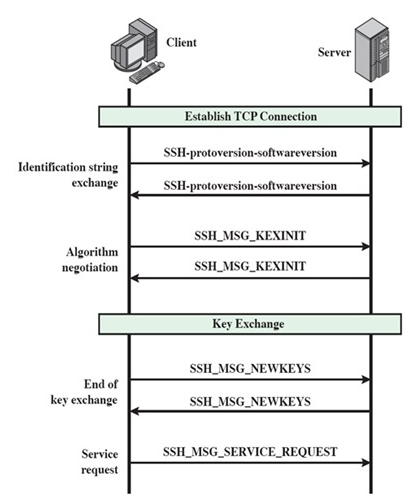 Client
Server
Establish TCP Connection
SSH-protoversion-softwareversion
Identification string
exchange
SSH-protoversion-softwareversion
SSH_MSG_KEXINIT
Algorithm
negotiation
SSH_MSG_KEXINIT
Key Exchange
SSH_MSG_NEWKEYS
End of
key exchange
SSH_MSG_NEWKEYS
Service
request
SSH_MSG_SERVICE_REQUEST